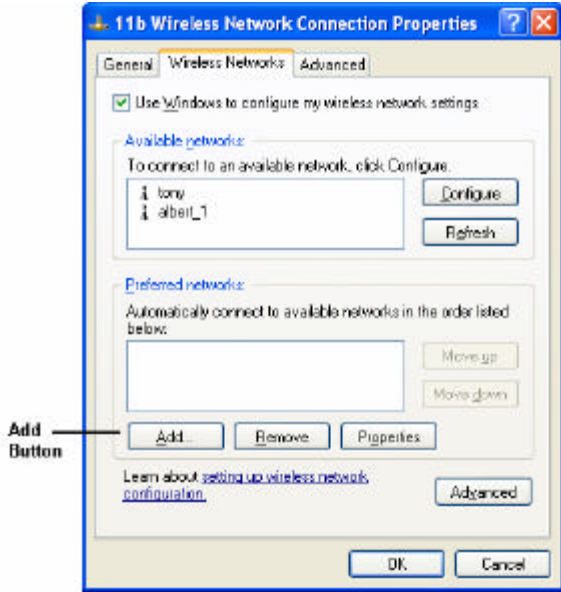 11b Wireless Network Connection Properties
General Wireless Networks Advanced
Use Windows to configure my wireless network settings
Available networks:
To connect to an available network, click Configure.
tony
albert_1
Configure
Refresh
Preferred networks:
Automatically connect to available networks in the order listed
below:
Move up
Move down
Add
Button
Add... Remove Properties
Learn about setting up wireless network
configuration.
Advanced
OK Cancel